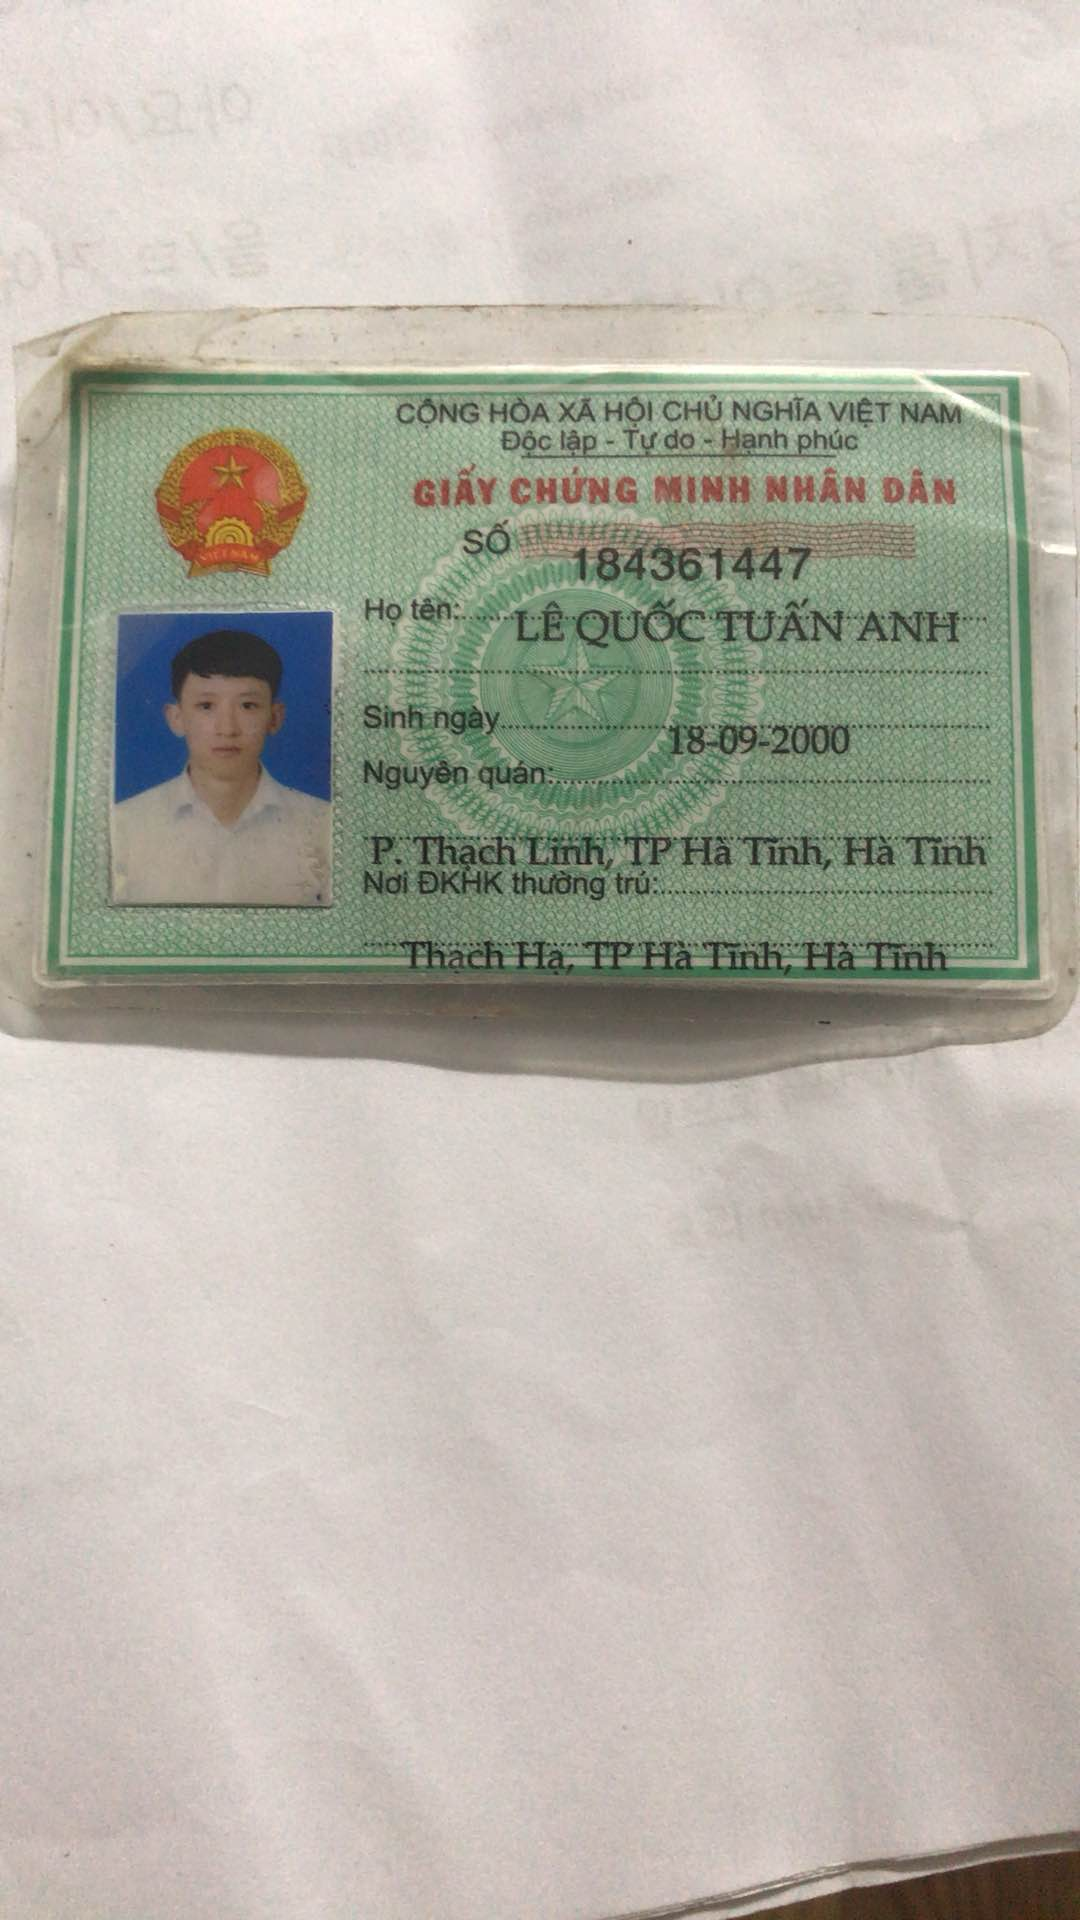 CỘNG HÒA XÃ HỘI CHỦ NGHĨA VIỆT NAM
Độc lập - Tự do - Hạnh phúc
GIẤY CHỨNG MINH NHÂN DÂN
SỐ 184361447
Họ tên: LÊ QUỐC TUẤN ANH
Sinh ngày 18-09-2000
Nguyên quán:
P. Thạch Linh, TP Hà Tĩnh, Hà Tĩnh
Nơi ĐKHK thường trú:
Thạch Hạ, TP Hà Tĩnh, Hà Tĩnh
VIỆT NAM